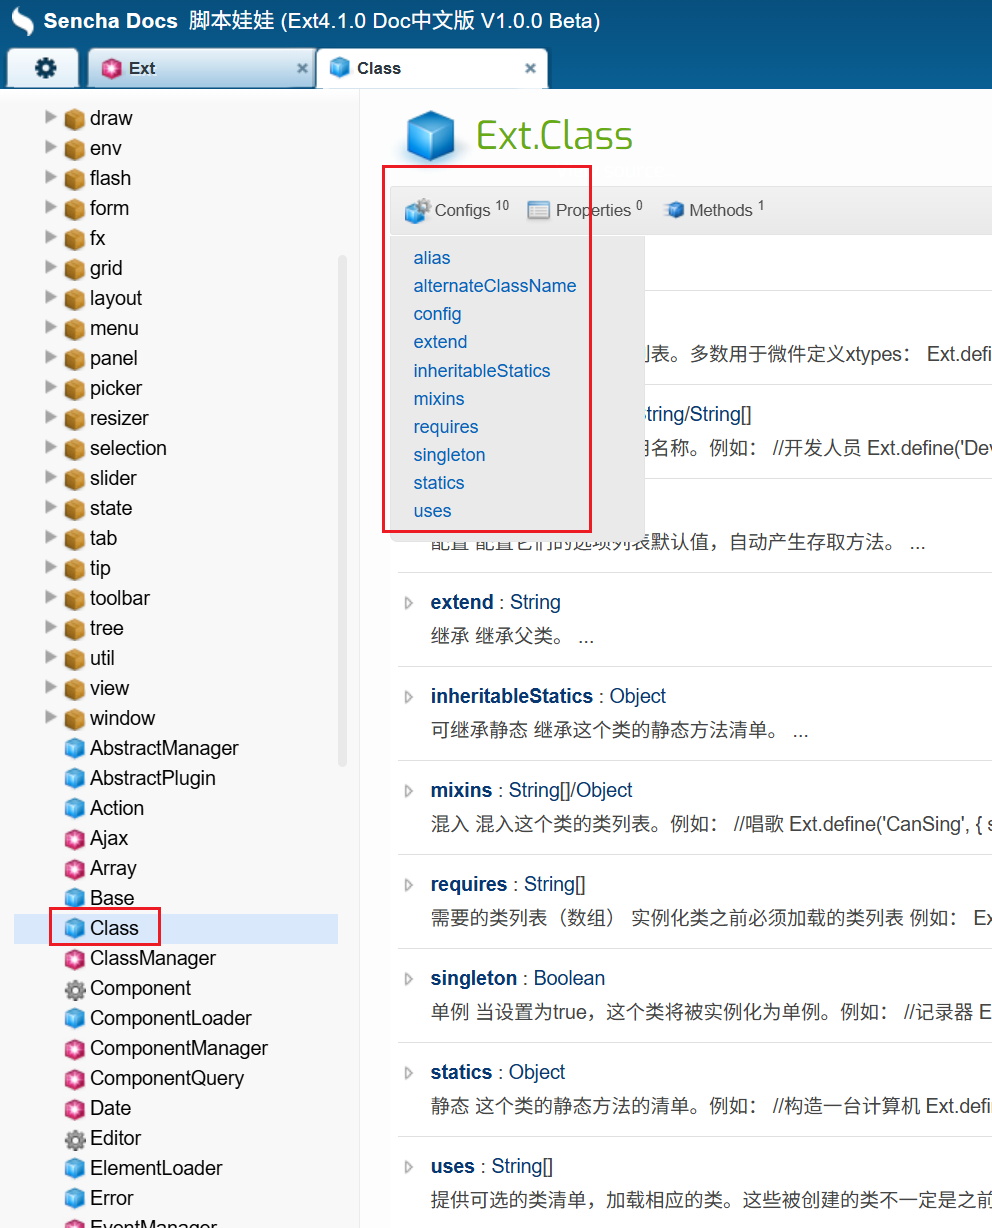 Sencha Docs 脚本娃娃 (Ext4.1.0 Doc中文版 V1.0.0 Beta)
Ext
Class
draw
env
flash
form
fx
grid
layout
menu
panel
picker
resizer
selection
slider
state
tab
tip
toolbar
tree
util
view
window
AbstractManager
AbstractPlugin
Action
Ajax
Array
Base
Class
ClassManager
Component
ComponentLoader
ComponentManager
ComponentQuery
Date
Editor
ElementLoader
Error
EventManager
Ext.Class
Configs 10 Properties 0 Methods 1
alias
alternateClassName
config
extend
inheritableStatics
mixins
requires
singleton
statics
uses
列表。多数用于微件定义xtypes： Ext.defi
String/String[]
用名称。例如： //开发人员 Ext.define('Dev
配置 配置它们的选项列表默认值，自动产生存取方法。 ...
extend : String
继承 继承父类。 ...
inheritableStatics : Object
可继承静态 继承这个类的静态方法清单。 ...
mixins : String[]/Object
混入 混入这个类的类列表。例如： //唱歌 Ext.define('CanSing', { s
requires : String[]
需要的类列表（数组） 实例化类之前必须加载的类列表 例如： Ex
singleton : Boolean
单例 当设置为true，这个类将被实例化为单例。例如： //记录器 E
statics : Object
静态 这个类的静态方法的清单。例如： //构造一台计算机 Ext.defi
uses : String[]
提供可选的类清单，加载相应的类。这些被创建的类不一定是之前